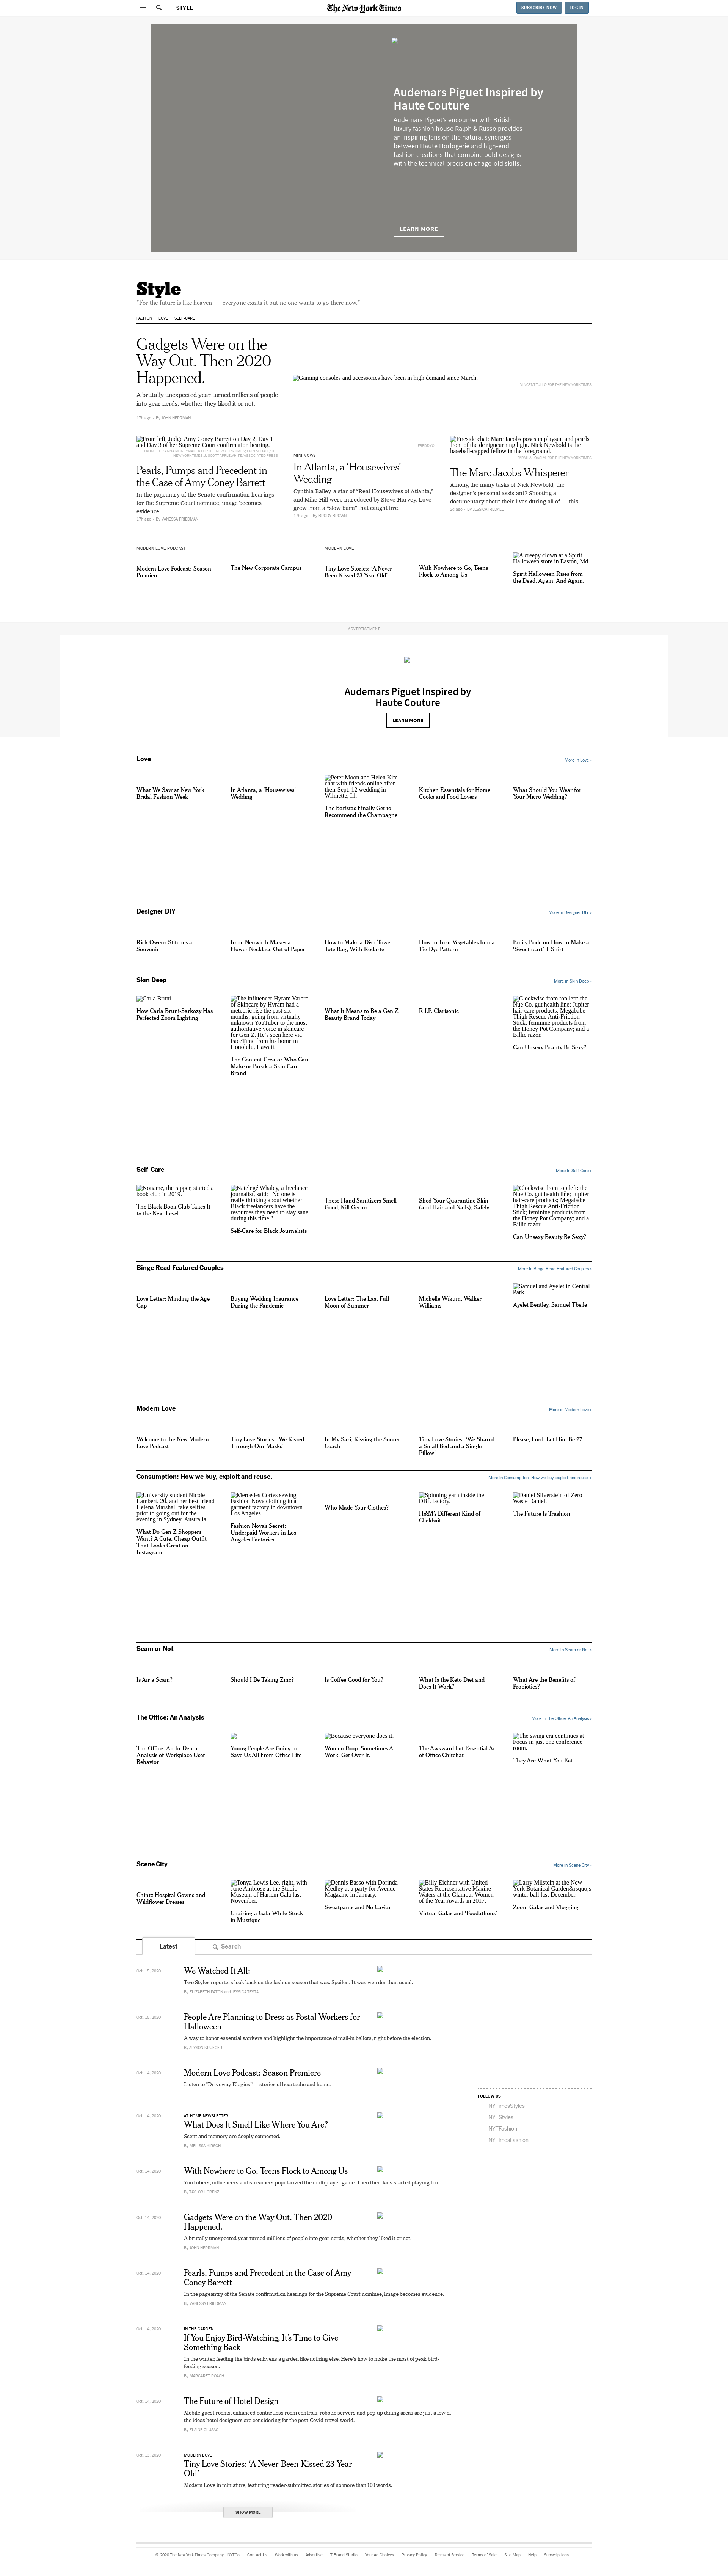 STYLE
The New York Times
SUBSCRIBE NOW
LOG IN
Audemars Piguet Inspired by
Haute Couture
Audemars Piguet's encounter with British
luxury fashion house Ralph & Russo provides
an inspiring lens on the natural synergies
between Haute Horlogerie and high-end
fashion creations that combine bold designs
with the technical precision of age-old skills.
LEARN MORE
Style
“For the future is like heaven — everyone exalts it but no one wants to go there now.”
FASHION
LOVE
SELF-CARE
Gadgets Were on the
Way Out. Then 2020
Happened.
A brutally unexpected year turned millions of people
into gear nerds, whether they liked it or not.
17h ago · By JOHN HERRMAN
Gaming consoles and accessories have been in high demand since March.
From left, Judge Amy Coney Barrett on Day 2, Day 1
and Day 3 of her Supreme Court confirmation hearing.
Pearls, Pumps and Precedent in
the Case of Amy Coney Barrett
In the pageantry of the Senate confirmation hearings
for the Supreme Court nominee, image becomes
evidence.
17h ago · By VANESSA FRIEDMAN
MINI-VOWS
In Atlanta, a ‘Housewives’
Wedding
Cynthia Bailey, a star of “Real Housewives of Atlanta,”
and Mike Hill were introduced by Steve Harvey. Love
grew from a “slow burn” that caught fire.
17h ago · By BRODY BROWN
Fireside chat: Marc Jacobs poses in playsuit and pearls
in front of the rigueur ring light. Nick Newbold is the
baseball-capped fellow in the foreground.
The Marc Jacobs Whisperer
Among the many tasks of Nick Newbold, the
designer’s personal assistant? Shooting a
documentary about their lives during all of … this.
MODERN LOVE PODCAST
Modern Love Podcast: Season
Premiere
The New Corporate Campus
MODERN LOVE
Tiny Love Stories: ‘A Never-
Been-Kissed 23-Year-Old’
With Nowhere to Go, Teens
Flock to Among Us
A creepy clown at a Spirit
Halloween store in Easton, Md.
Spirit Halloween Rises from
the Dead. Again. And Again.
ADVERTISEMENT
Audemars Piguet Inspired by
Haute Couture
LEARN MORE
Love
More in Love ›
What We Saw at New York
Bridal Fashion Week
In Atlanta, a ‘Housewives’
Wedding
Peter Moon and Helen Kim
chat with friends online after
their Sept. 12 wedding in
Wilmette, Ill.
The Baristas Finally Get to
Recommend the Champagne
Kitchen Essentials for Home
Cooks and Food Lovers
What Should You Wear for
Your Micro Wedding?
Designer DIY
More in Designer DIY ›
Rick Owens Stitches a
Souvenir
Irene Neuwirth Makes a
Flower Necklace Out of Paper
How to Make a Dish Towel
Tote Bag, With Rodarte
How to Turn Vegetables Into a
Tie-Dye Pattern
Emily Bode on How to Make a
‘Sweetheart’ T-Shirt
Skin Deep
More in Skin Deep ›
Carla Bruni
How Carla Bruni-Sarkozy Has
Perfected Zoom Lighting
The influencer Hyram Yarbro
of Skincare by Hyram had a
meteoric rise the past six
months, going from virtually
unknown YouTuber to the most
authoritative voice in skincare
for Gen Z. He’s seen here via
FaceTime from his home in
Honolulu, Hawaii.
The Content Creator Who Can
Make or Break a Skin Care
Brand
What It Means to Be a Gen Z
Beauty Brand Today
R.I.P. Clarisonic
Clockwise from top left: the
Nue Co. gut health line; Jupiter
hair-care products; Megababe
Thigh Rescue Anti-Friction
Stick; feminine products from
the Honey Pot Company; and a
Billie razor.
Can Unsexy Beauty Be Sexy?
Self-Care
More in Self-Care ›
Noname, the rapper, started a
book club in 2019.
The Black Book Club Takes It
to the Next Level
Natelegé Whaley, a freelance
journalist, said: “No one is
really thinking about whether
Black freelancers have the
resources they need to stay sane
during this time.”
Self-Care for Black Journalists
These Hand Sanitizers Smell
Good, Kill Germs
Shed Your Quarantine Skin
(and Hair and Nails), Safely
Clockwise from top left: the
Nue Co. gut health line; Jupiter
hair-care products; Megababe
Thigh Rescue Anti-Friction
Stick; feminine products from
the Honey Pot Company; and a
Billie razor.
Can Unsexy Beauty Be Sexy?
Binge Read Featured Couples
More in Binge Read Featured Couples ›
Love Letter: Minding the Age
Gap
Buying Wedding Insurance
During the Pandemic
Love Letter: The Last Full
Moon of Summer
Michelle Wikum, Walker
Williams
Samuel and Ayelet in Central
Park
Ayelet Bentley, Samuel Theile
Modern Love
More in Modern Love ›
Welcome to the New Modern
Love Podcast
Tiny Love Stories: ‘We Kissed
Through Our Masks’
In My Sari, Kissing the Soccer
Coach
Tiny Love Stories: ‘We Shared
a Small Bed and a Single
Pillow’
Please, Lord, Let Him Be 27
Consumption: How we buy, exploit and reuse.
More in Consumption: How we buy, exploit and reuse. ›
University student Nicole
Lambert, 20, and her best friend
Helena Marshall take selfies
prior to going out for the
evening in Sydney, Australia.
What Do Gen Z Shoppers
Want? A Cute, Cheap Outfit
That Looks Great on
Instagram
Mercedes Cortes sewing
Fashion Nova clothing in a
garment factory in downtown
Los Angeles.
Fashion Nova’s Secret:
Underpaid Workers in Los
Angeles Factories
Who Made Your Clothes?
Spinning yarn inside the
DBL factory.
H&M’s Different Kind of
Clickbait
Daniel Silverstein of Zero
Waste Daniel.
The Future Is Trashion
Scam or Not
More in Scam or Not ›
Is Air a Scam?
Should I Be Taking Zinc?
Is Coffee Good for You?
What Is the Keto Diet and
Does It Work?
What Are the Benefits of
Probiotics?
The Office: An Analysis
More in The Office: An Analysis ›
The Office: An In-Depth
Analysis of Workplace User
Behavior
Young People Are Going to
Save Us All From Office Life
Because everyone does it.
Women Poop. Sometimes At
Work. Get Over It.
The Awkward but Essential Art
of Office Chitchat
The swing era continues at
Focus in just one conference
room.
They Are What You Eat
Scene City
More in Scene City ›
Chintz Hospital Gowns and
Wildflower Dresses
Tonya Lewis Lee, right, with
June Ambrose at the Studio
Museum of Harlem Gala last
November.
Chairing a Gala While Stuck
in Mustique
Dennis Basso with Dorinda
Medley at a party for Avenue
Magazine in January.
Sweatpants and No Caviar
Billy Eichner with United
States Representative Maxine
Waters at the Glamour Women
of the Year Awards in 2017.
Virtual Galas and ‘Foodathons’
Larry Milstein at the New
York Botanical Garden&rsquo;s
winter ball last December.
Zoom Galas and Vlogging
Latest
Search
Oct. 15, 2020
We Watched It All:
Two Styles reporters look back on the fashion season that was. Spoiler: It was weirder than usual.
By ELIZABETH PATON and JESSICA TESTA
Oct. 15, 2020
People Are Planning to Dress as Postal Workers for
Halloween
A way to honor essential workers and highlight the importance of mail-in ballots, right before the election.
By ALYSON KRUEGER
Oct. 14, 2020
Modern Love Podcast: Season Premiere
Listen to “Driveway Elegies” — stories of heartache and home.
Oct. 14, 2020
AT HOME NEWSLETTER
What Does It Smell Like Where You Are?
Scent and memory are deeply connected.
By MELISSA KIRSCH
Oct. 14, 2020
With Nowhere to Go, Teens Flock to Among Us
YouTubers, influencers and streamers popularized the multiplayer game. Then their fans started playing too.
By TAYLOR LORENZ
Oct. 14, 2020
Gadgets Were on the Way Out. Then 2020
Happened.
A brutally unexpected year turned millions of people into gear nerds, whether they liked it or not.
By JOHN HERRMAN
Oct. 14, 2020
Pearls, Pumps and Precedent in the Case of Amy
Coney Barrett
In the pageantry of the Senate confirmation hearings for the Supreme Court nominee, image becomes evidence.
By VANESSA FRIEDMAN
Oct. 14, 2020
IN THE GARDEN
If You Enjoy Bird-Watching, It’s Time to Give
Something Back
In the winter, feeding the birds enlivens a garden like nothing else. Here’s how to make the most of peak bird-
feeding season.
By MARGARET ROACH
Oct. 14, 2020
The Future of Hotel Design
Mobile guest rooms, enhanced contactless room controls, robotic servers and pop-up dining areas are just a few of
the ideas hotel designers are considering for the post-Covid travel world.
By ELAINE GLUSAC
Oct. 13, 2020
MODERN LOVE
Tiny Love Stories: ‘A Never-Been-Kissed 23-Year-
Old’
Modern Love in miniature, featuring reader-submitted stories of no more than 100 words.
SHOW MORE
FOLLOW US
NYTimesStyles
NYTStyles
NYTFashion
NYTimesFashion
© 2020 The New York Times Company
NYTCo
Contact Us
Work with us
Advertise
T Brand Studio
Your Ad Choices
Privacy Policy
Terms of Service
Terms of Sale
Site Map
Help
Subscriptions